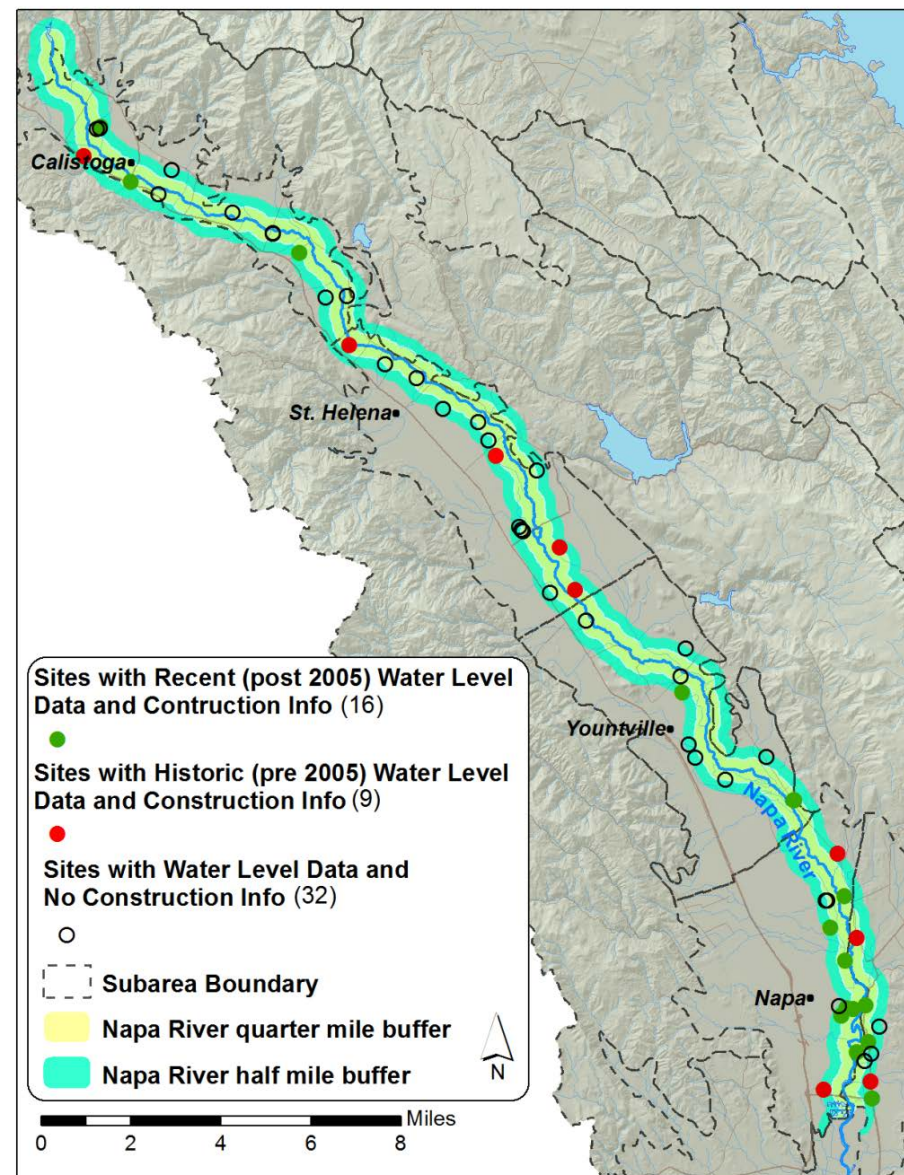 Calistoga
St. Helena
Yountville
Napa River
Napa
Sites with Recent (post 2005) Water Level
Data and Contruction Info (16)
Sites with Historic (pre 2005) Water Level
Data and Construction Info (9)
Sites with Water Level Data and
No Construction Info (32)
Subarea Boundary
Napa River quarter mile buffer
Napa River half mile buffer
N
Miles
0 2 4 6 8